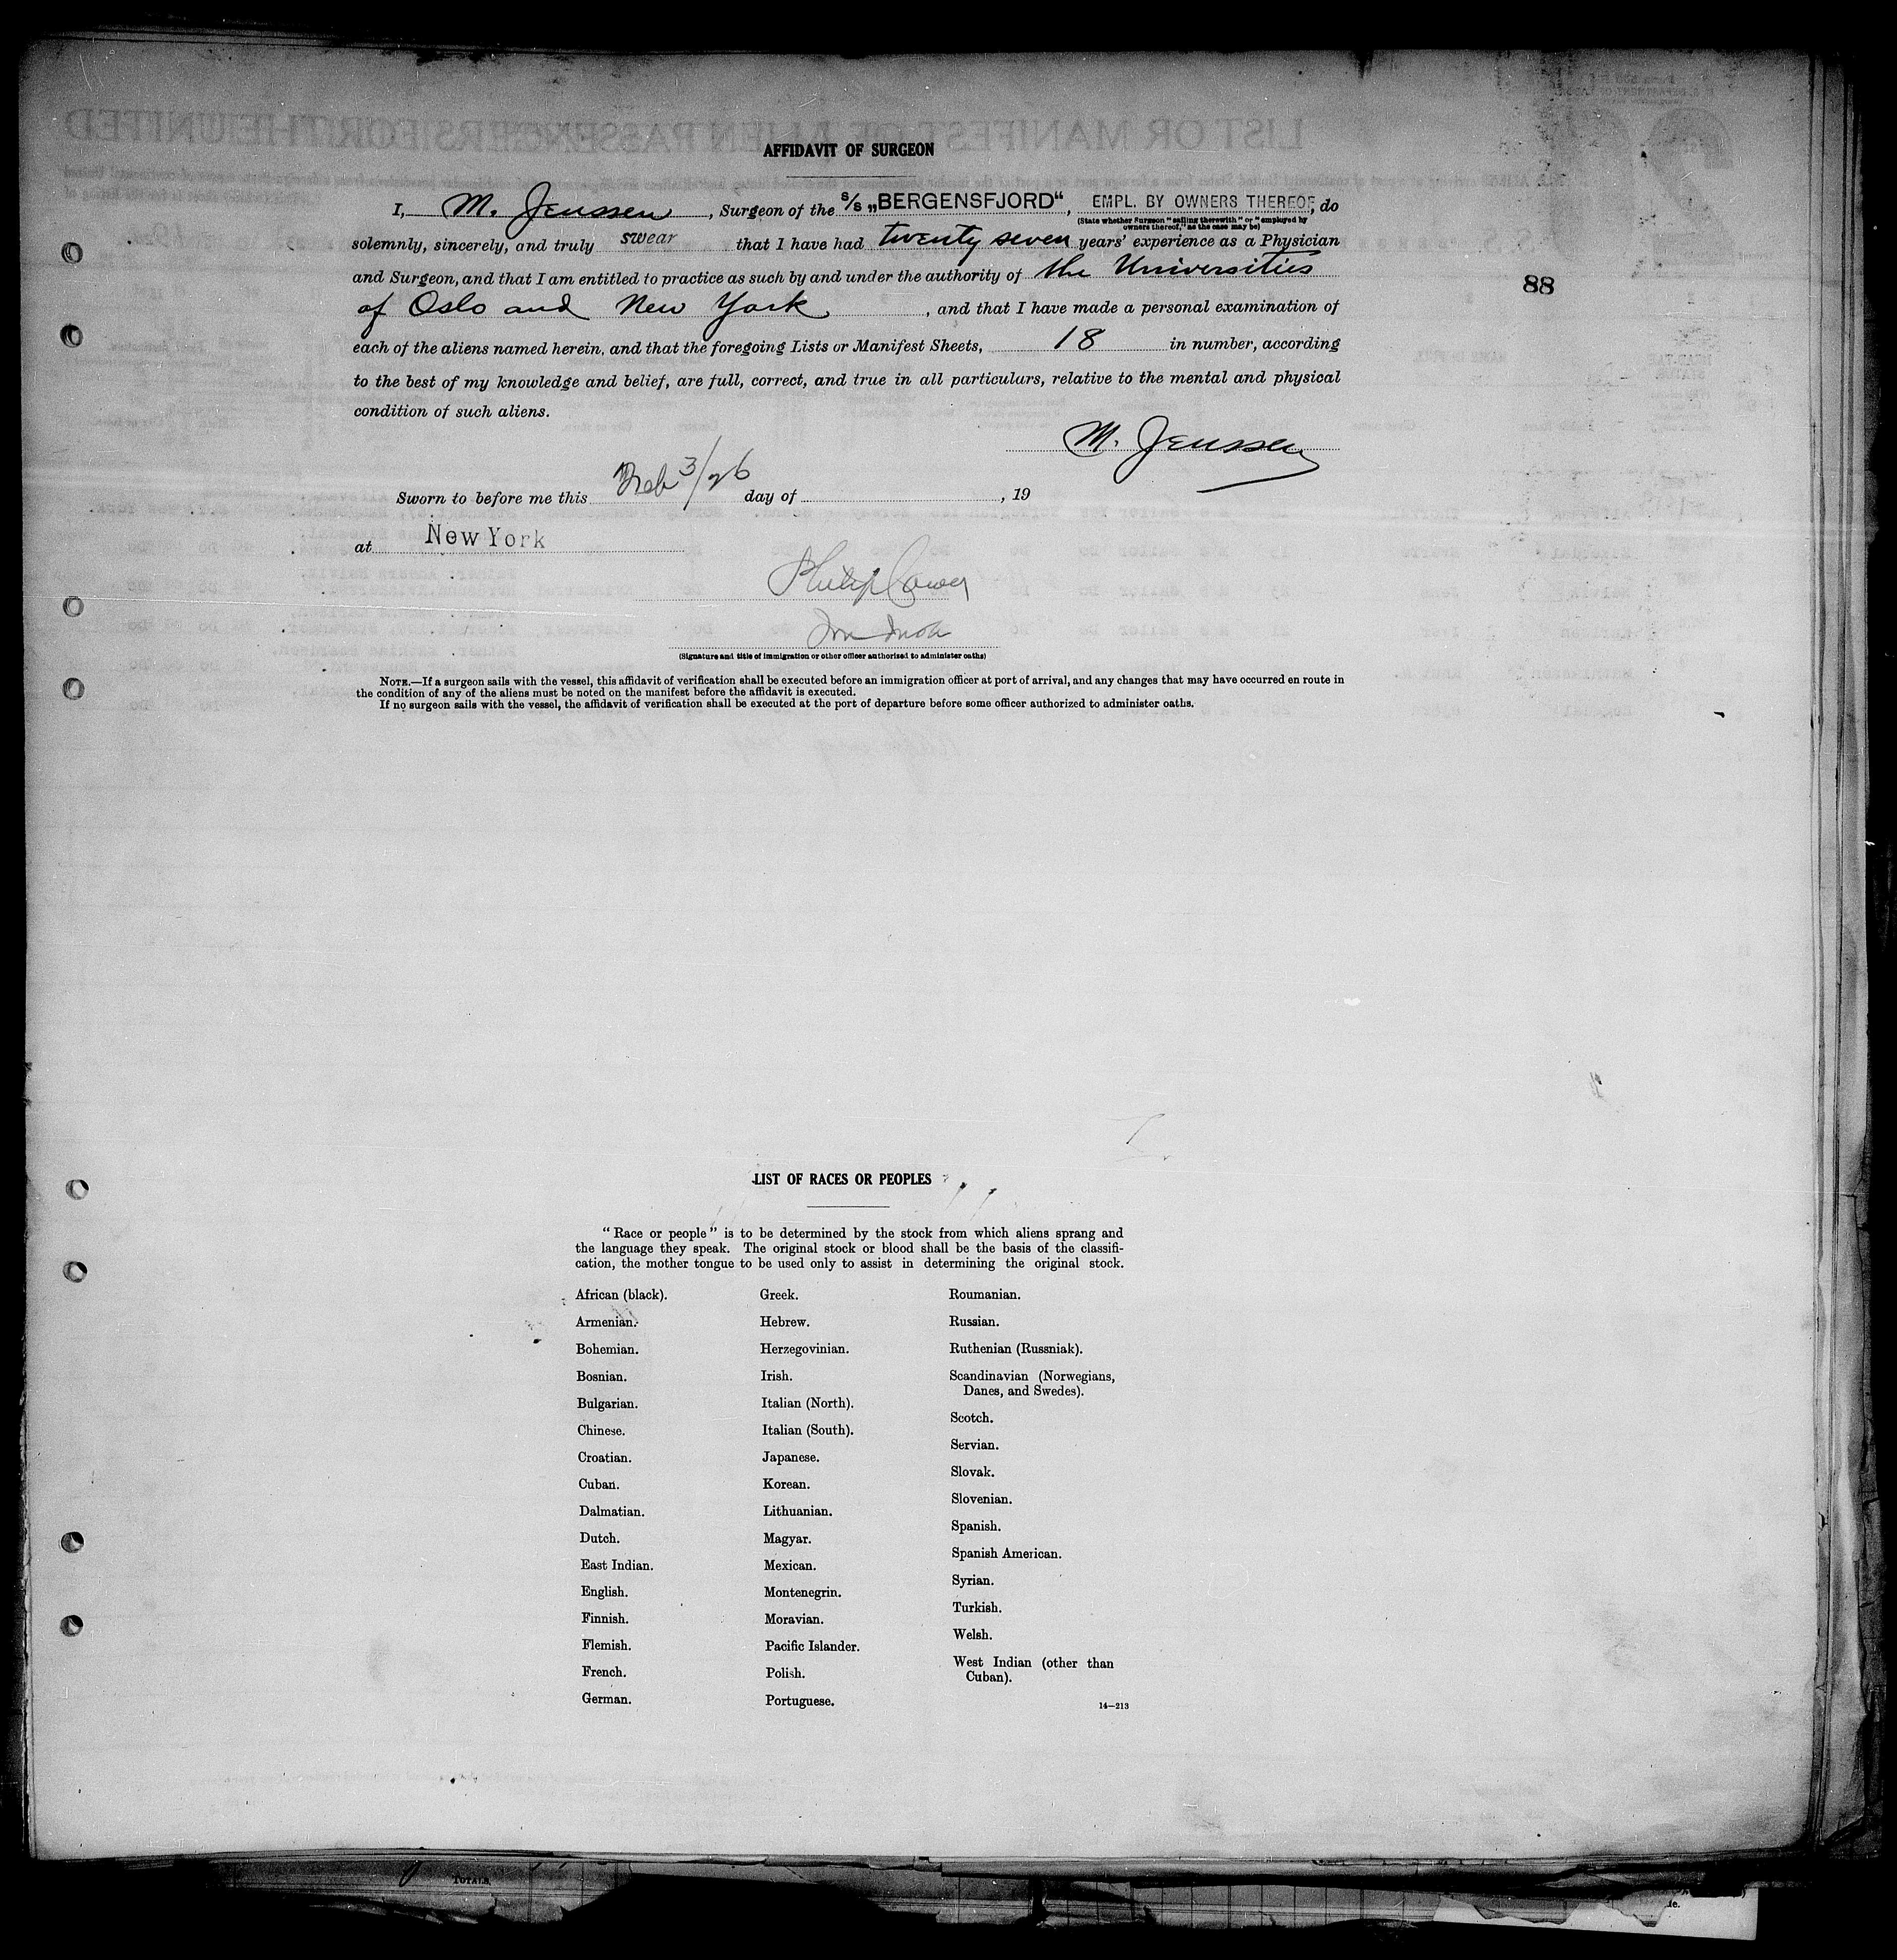 AFFIDAVIT OF SURGEON
I, M. Jenssen, Surgeon of the S/S „BERGENSFJORD“, EMPL. BY OWNERS THEREOF, do
(State whether Surgeon "sailing therewith" or "employed by
owners thereof," as the case may be)
solemnly, sincerely, and truly swear that I have had twenty seven years' experience as a Physician
and Surgeon, and that I am entitled to practice as such by and under the authority of the Universities
88
of Oslo and New York, and that I have made a personal examination of
each of the aliens named herein, and that the foregoing Lists or Manifest Sheets, 18 in number, according
to the best of my knowledge and belief, are full, correct, and true in all particulars, relative to the mental and physical
condition of such aliens.
M. Jenssen
Sworn to before me this Feb 3/26 day of , 19
at New York
Philip Cowen
(Signature and title of immigration or other officer authorized to administer oaths)
NOTE.—If a surgeon sails with the vessel, this affidavit of verification shall be executed before an immigration officer at port of arrival, and any changes that may have occurred en route in
the condition of any of the aliens must be noted on the manifest before the affidavit is executed.
If no surgeon sails with the vessel, the affidavit of verification shall be executed at the port of departure before some officer authorized to administer oaths.
LIST OF RACES OR PEOPLES
"Race or people" is to be determined by the stock from which aliens sprang and
the language they speak. The original stock or blood shall be the basis of the classifi-
cation, the mother tongue to be used only to assist in determining the original stock.
African (black).
Armenian.
Bohemian.
Bosnian.
Bulgarian.
Chinese.
Croatian.
Cuban.
Dalmatian.
Dutch.
East Indian.
English.
Finnish.
Flemish.
French.
German.
Greek.
Hebrew.
Herzegovinian.
Irish.
Italian (North).
Italian (South).
Japanese.
Korean.
Lithuanian.
Magyar.
Mexican.
Montenegrin.
Moravian.
Pacific Islander.
Polish.
Portuguese.
Roumanian.
Russian.
Ruthenian (Russniak).
Scandinavian (Norwegians,
Danes, and Swedes).
Scotch.
Servian.
Slovak.
Slovenian.
Spanish.
Spanish American.
Syrian.
Turkish.
Welsh.
West Indian (other than
Cuban).
14—213
TOTALS